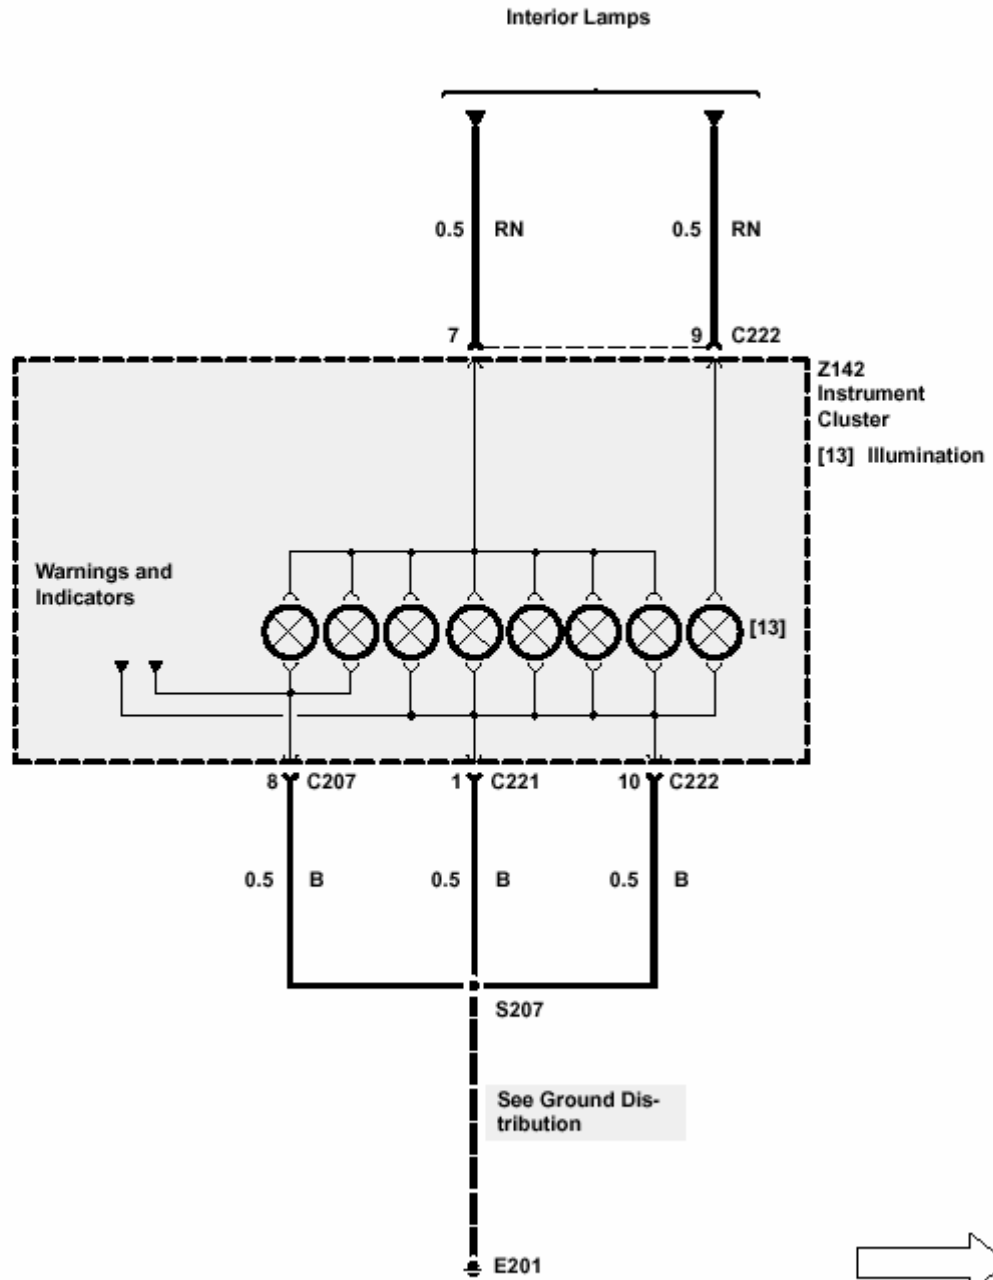 Interior Lamps
0.5 RN
0.5 RN
7
9 C222
Z142
Instrument
Cluster
[13] Illumination
Warnings and
Indicators
[13]
8 C207
1 C221
10 C222
0.5 B
0.5 B
0.5 B
S207
See Ground Dis-
tribution
E201